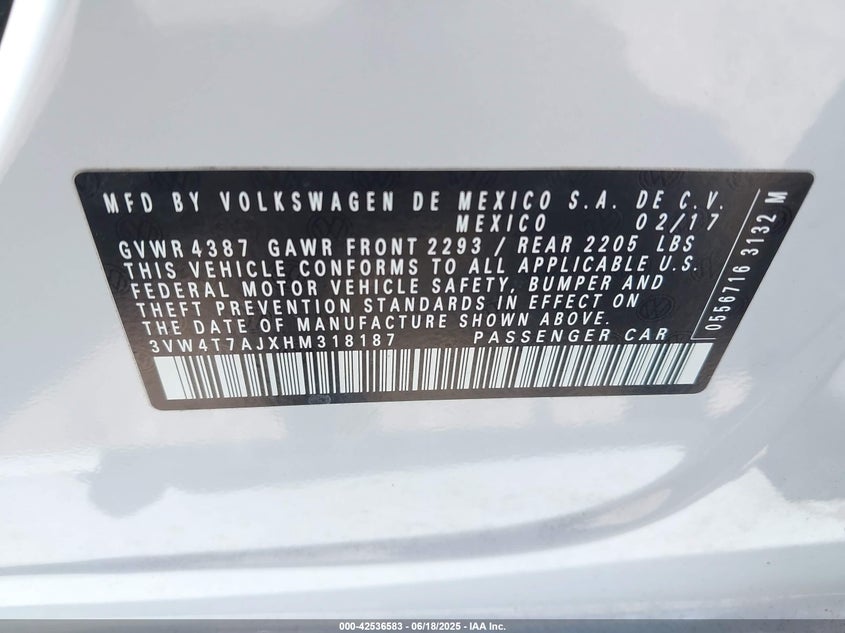 MFD BY VOLKSWAGEN DE MEXICO S.A. DE C.V.
MEXICO 02/17
GVWR 4387 GAWR FRONT 2293 / REAR 2205 LBS
THIS VEHICLE CONFORMS TO ALL APPLICABLE U.S.
FEDERAL MOTOR VEHICLE SAFETY, BUMPER AND
THEFT PREVENTION STANDARDS IN EFFECT ON
THE DATE OF MANUFACTURE SHOWN ABOVE.
3VW4T7AJXHM318187 PASSENGER CAR
0556716 3132 M
000-42536583 - 06/18/2025 - IAA Inc.